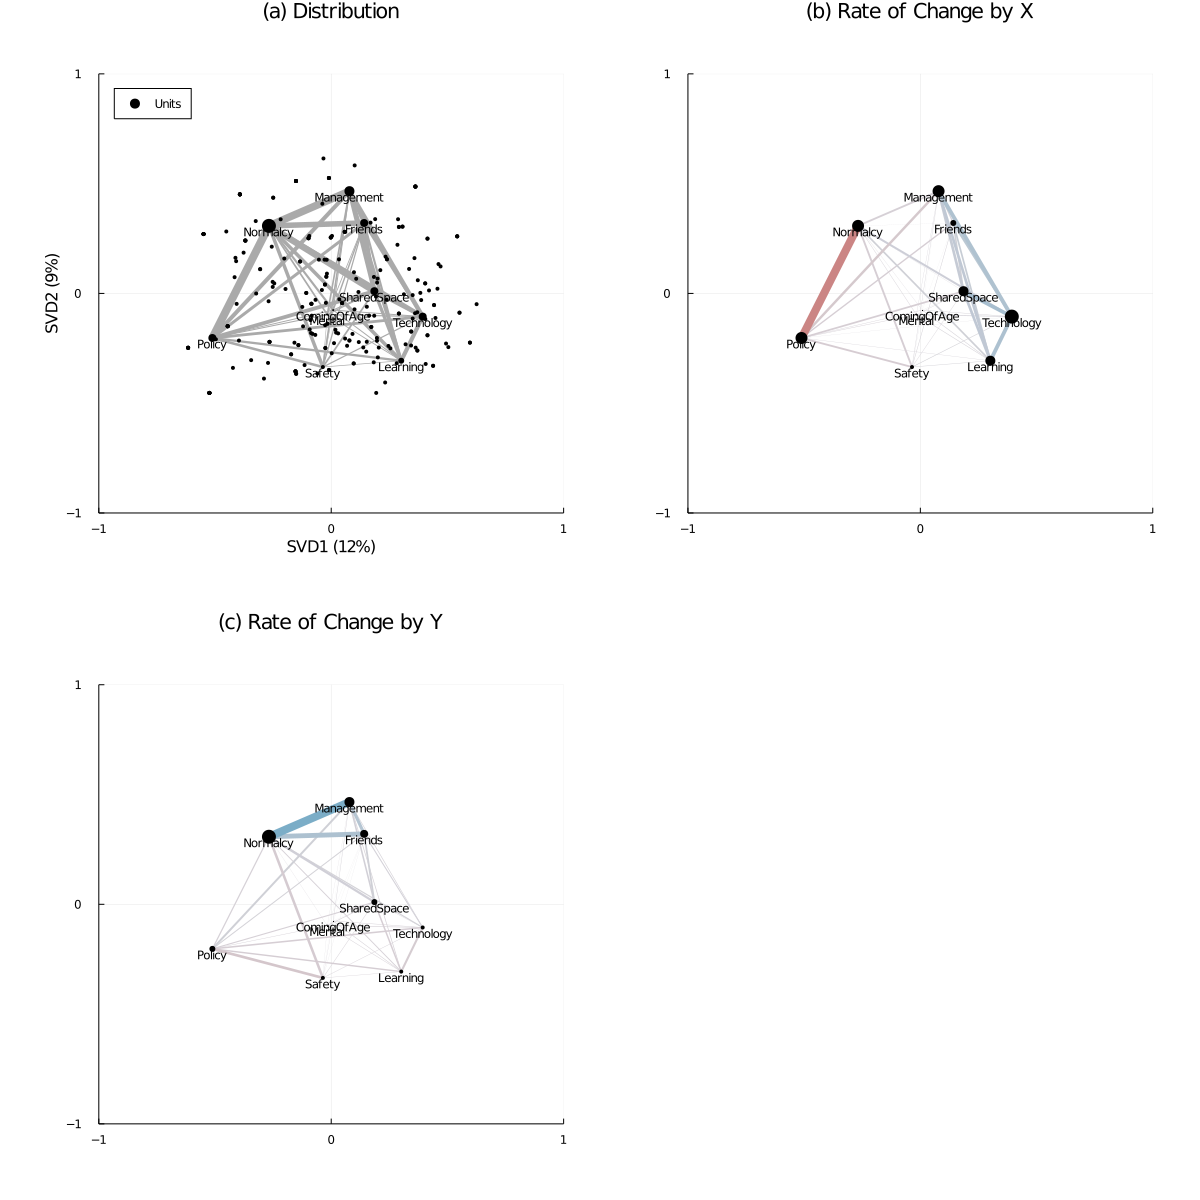 (a) Distribution
1
Units
Management
Normalcy
Friends
SVD2 (9%)
0
SharedSpace
ComingOfAge
Mental
Technology
Policy
Learning
Safety
−1
−1
0
1
SVD1 (12%)
(b) Rate of Change by X
1
Management
Normalcy
Friends
0
SharedSpace
ComingOfAge
Mental
Technology
Policy
Learning
Safety
−1
−1
0
1
(c) Rate of Change by Y
1
Management
Normalcy
Friends
0
SharedSpace
ComingOfAge
Mental
Technology
Policy
Learning
Safety
−1
−1
0
1